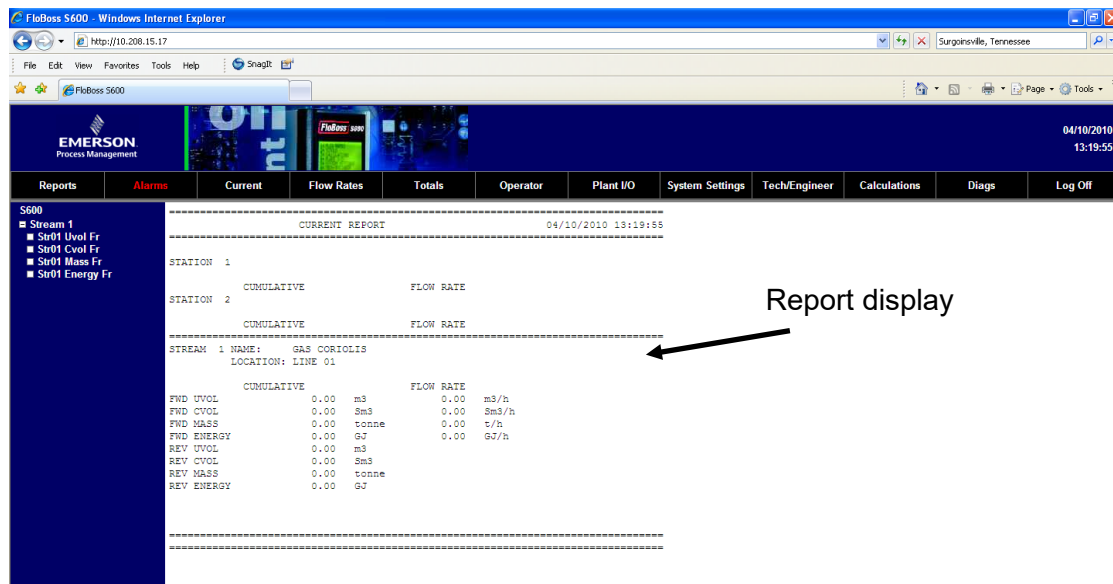 FloBoss S600 - Windows Internet Explorer
http://10.208.15.17
Surgoinsville, Tennessee
File Edit View Favorites Tools Help SnagIt
FloBoss S600
Page Tools
EMERSON.
Process Management
FloBoss S600
04/10/2010
13:19:55
Reports Alarms Current Flow Rates Totals Operator Plant I/O System Settings Tech/Engineer Calculations Diags Log Off
S600
Stream 1
Str01 Uvol Fr
Str01 Cvol Fr
Str01 Mass Fr
Str01 Energy Fr
================================================================================
CURRENT REPORT 04/10/2010 13:19:55
================================================================================
STATION 1
CUMULATIVE FLOW RATE
STATION 2
CUMULATIVE FLOW RATE
================================================================================
STREAM 1 NAME: GAS CORIOLIS
LOCATION: LINE 01
CUMULATIVE FLOW RATE
FWD UVOL 0.00 m3 0.00 m3/h
FWD CVOL 0.00 Sm3 0.00 Sm3/h
FWD MASS 0.00 tonne 0.00 t/h
FWD ENERGY 0.00 GJ 0.00 GJ/h
REV UVOL 0.00 m3
REV CVOL 0.00 Sm3
REV MASS 0.00 tonne
REV ENERGY 0.00 GJ
================================================================================
================================================================================
Report display